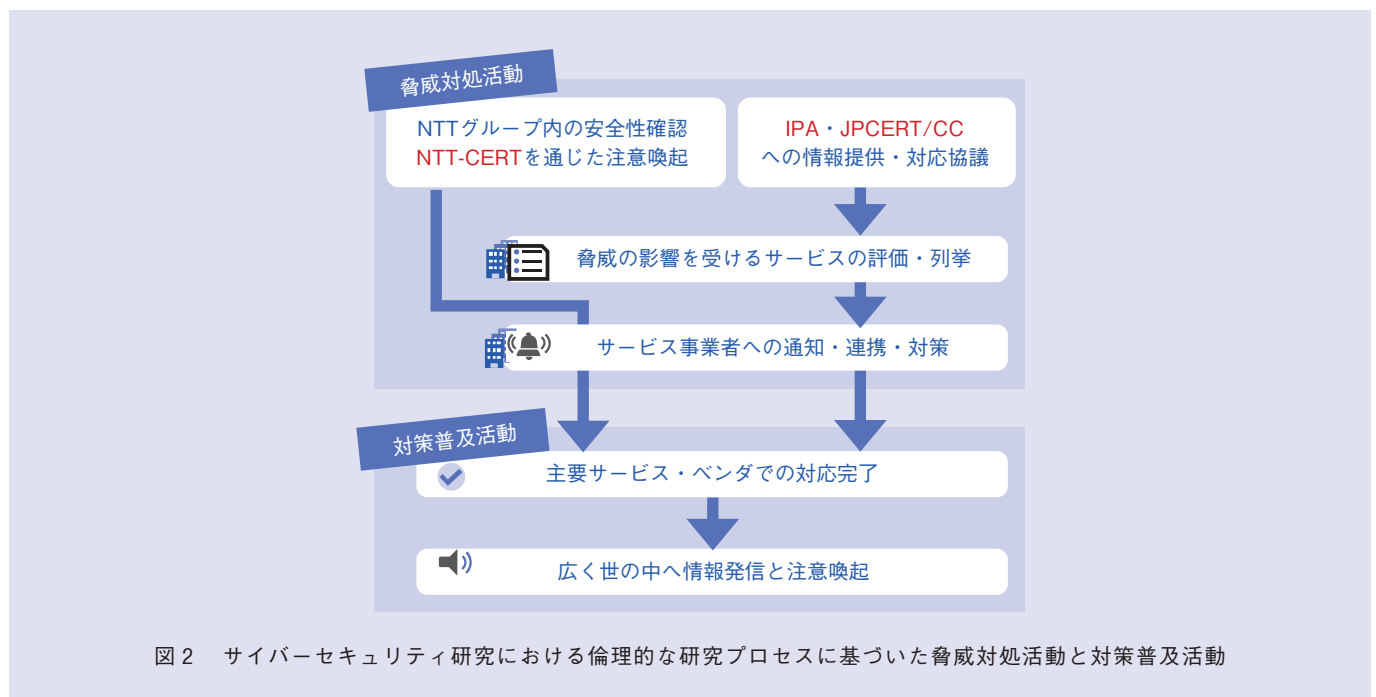 脅威対処活動
NTTグループ内の安全性確認
NTT-CERTを通じた注意喚起
IPA・JPCERT/CC
への情報提供・対応協議
脅威の影響を受けるサービスの評価・列挙
サービス事業者への通知・連携・対策
対策普及活動
主要サービス・ベンダでの対応完了
広く世の中へ情報発信と注意喚起
図2 サイバーセキュリティ研究における倫理的な研究プロセスに基づいた脅威対処活動と対策普及活動